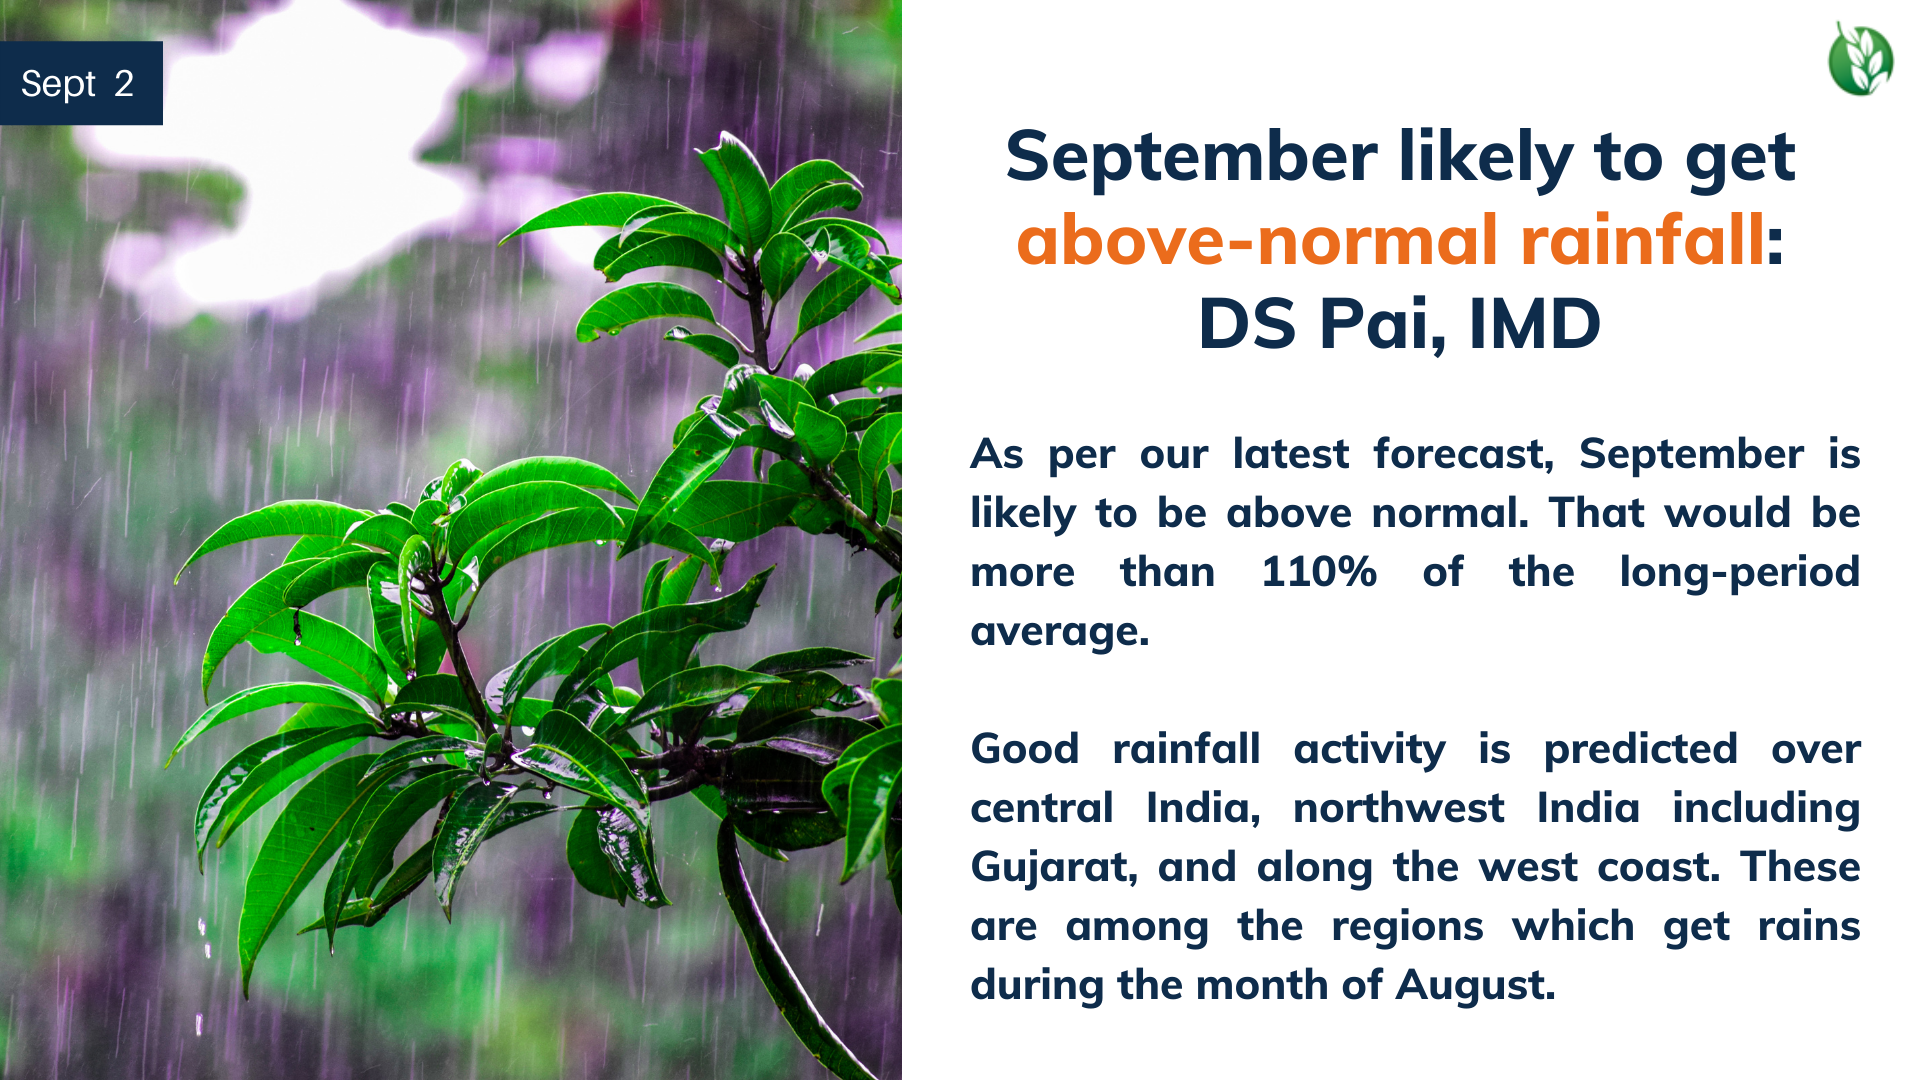 Sept 2
September likely to get
above-normal rainfall:
DS Pai, IMD
As per our latest forecast, September is
likely to be above normal. That would be
more than 110% of the long-period
average.
Good rainfall activity is predicted over
central India, northwest India including
Gujarat, and along the west coast. These
are among the regions which get rains
during the month of August.